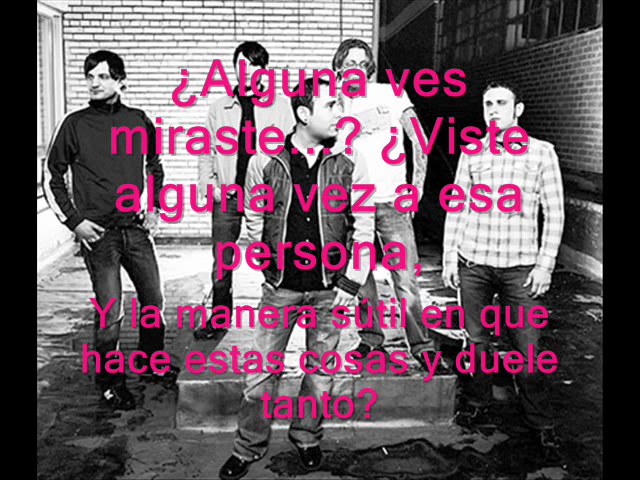 ¿Alguna ves
miraste...? ¿Viste
alguna vez a esa
persona,
Y la manera sútil en que
hace estas cosas y duele
tanto?